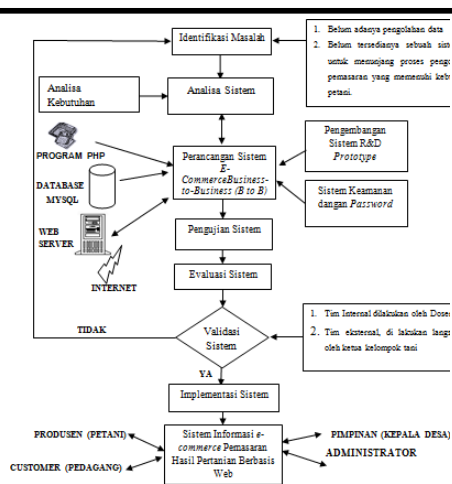 Identifikasi Masalah
1. Belum adanya pengolahan data
2. Belum tersedianya sebuah
untuk menunjang proses
pemasaran yang memenuhi
petani.
Analisa
Kebutuhan
Analisa Sistem
PROGRAM PHP
DATABASE
MYSQL
WEB
SERVER
INTERNET
Perancangan Sistem
E-
CommerceBusiness-
to-Business (B to B)
Pengembangan
Sistem R&D
Prototype
Sistem Keamanan
dangan Password
Pengujian Sistem
Evaluasi Sistem
TIDAK
Validasi
Sistem
1. Tim Internal dilakukan oleh
2. Tim eksternal, di lakukan
oleh ketua kelompok tani
YA
Implementasi Sistem
PRODUSEN (PETANI)
CUSTOMER (PEDAGANG)
Sistem Informasi e-
commerce Pemasaran
Hasil Pertanian Berbasis
Web
PIMPINAN (KEPALA DESA)
ADMINISTRATOR